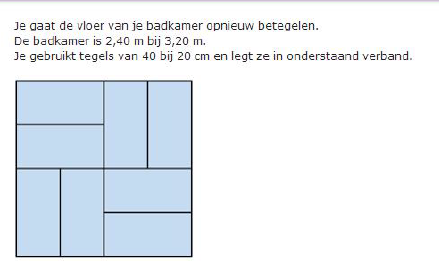 Je gaat de vloer van je badkamer opnieuw betegelen.
De badkamer is 2,40 m bij 3,20 m.
Je gebruikt tegels van 40 bij 20 cm en legt ze in onderstaand verband.